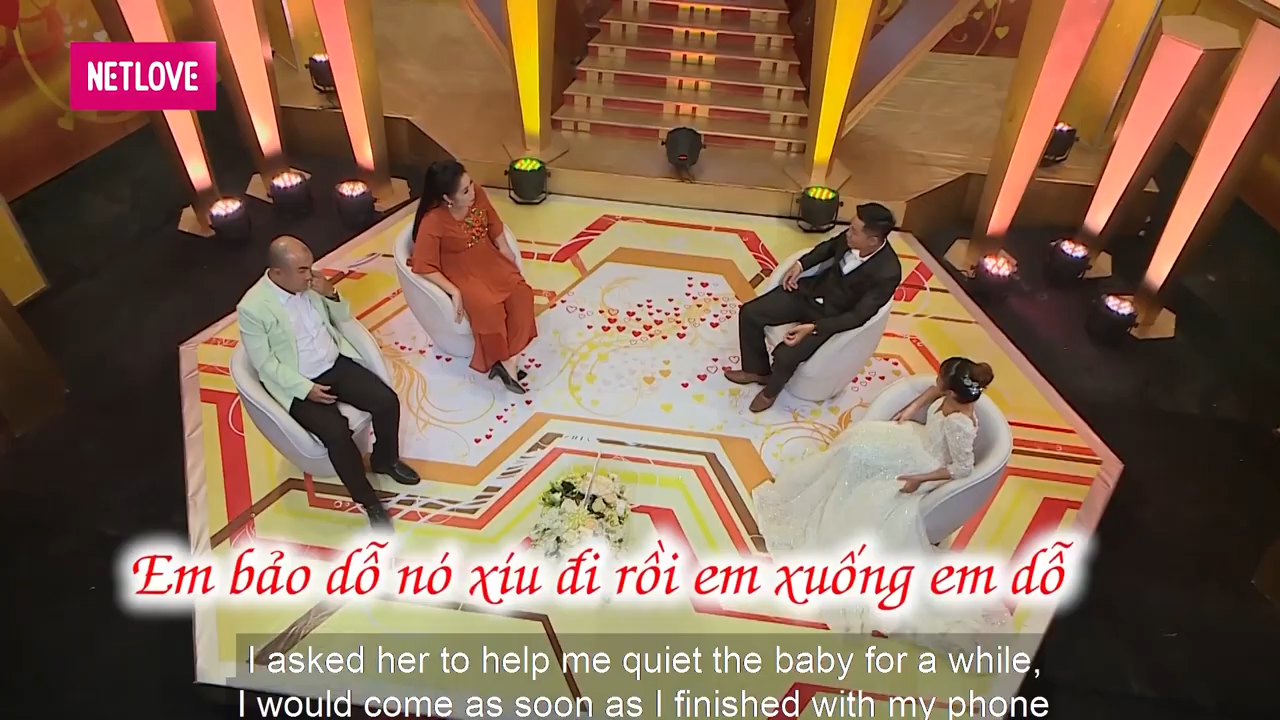 NETLOVE
Em bảo dỗ nó xíu đi rồi em xuống em dỗ
I asked her to help me quiet the baby for a while,
I would come as soon as I finished with my phone